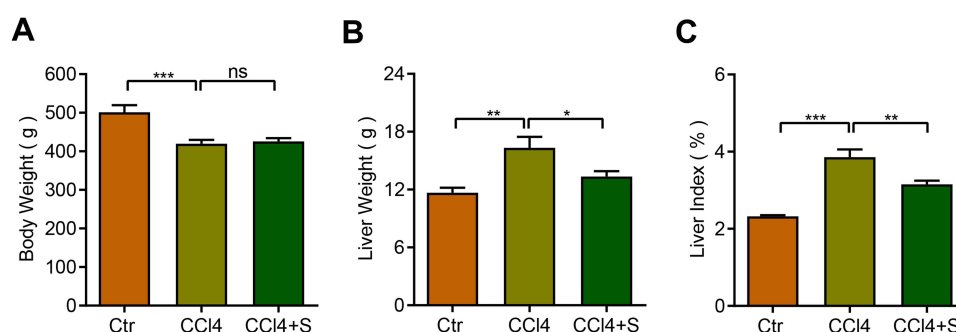 A
Body Weight ( g )
600
500
400
300
200
100
0
***
ns
Ctr
CCl4
CCl4+S
B
Liver Weight ( g )
24
18
12
6
0
**
*
Ctr
CCl4
CCl4+S
C
Liver Index ( % )
6
4
2
0
***
**
Ctr
CCl4
CCl4+S